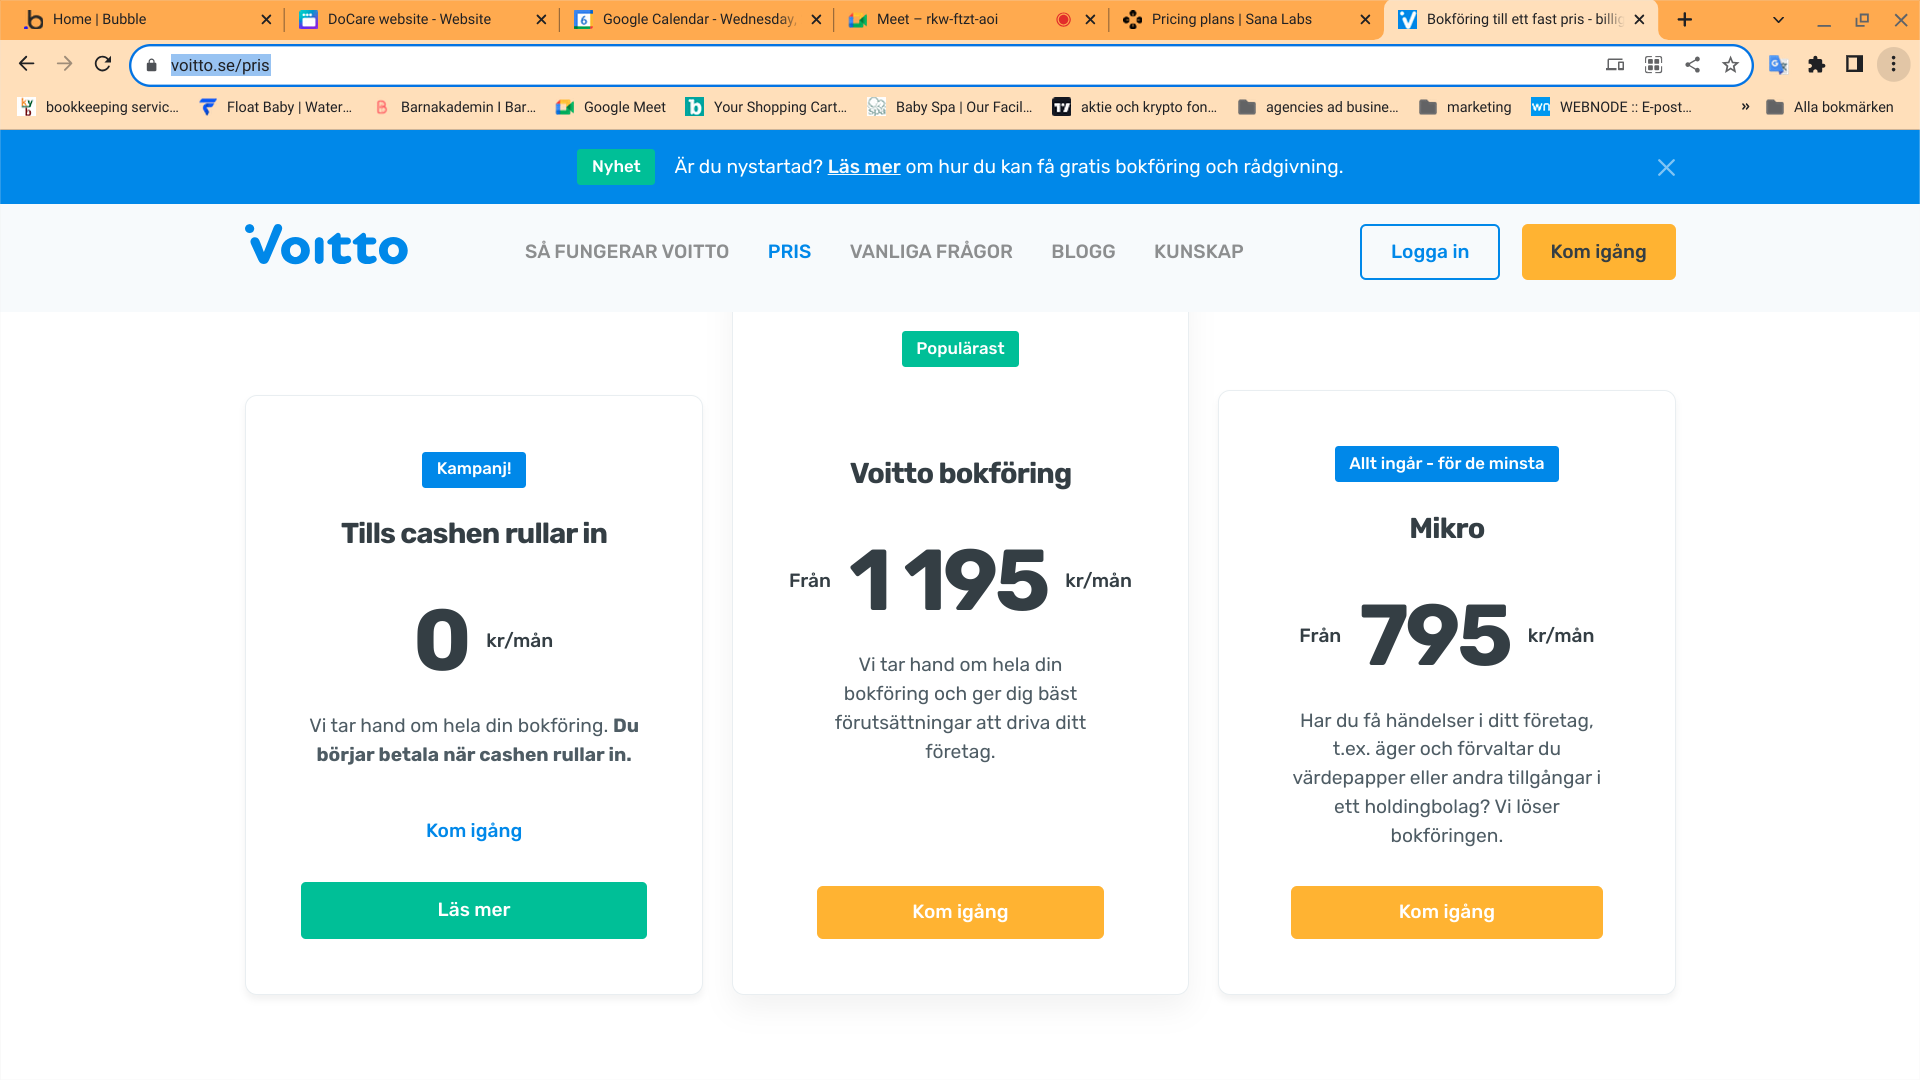 Home | Bubble
DoCare website - Website
Google Calendar - Wednesday,
Meet – rkw-ftzt-aoi
Pricing plans | Sana Labs
Bokföring till ett fast pris - billig
voitto.se/pris
bookkeeping servic...
Float Baby | Water...
Barnakademin I Bar...
Google Meet
Your Shopping Cart...
Baby Spa | Our Facil...
aktie och krypto fon...
agencies ad busine...
marketing
WEBNODE :: E-post...
»
Alla bokmärken
Nyhet
Är du nystartad? Läs mer om hur du kan få gratis bokföring och rådgivning.
Voitto
SÅ FUNGERAR VOITTO
PRIS
VANLIGA FRÅGOR
BLOGG
KUNSKAP
Logga in
Kom igång
Kampanj!
Tills cashen rullar in
0 kr/mån
Vi tar hand om hela din bokföring. Du
börjar betala när cashen rullar in.
Kom igång
Läs mer
Populärast
Voitto bokföring
Från 1 195 kr/mån
Vi tar hand om hela din
bokföring och ger dig bäst
förutsättningar att driva ditt
företag.
Kom igång
Allt ingår - för de minsta
Mikro
Från 795 kr/mån
Har du få händelser i ditt företag,
t.ex. äger och förvaltar du
värdepapper eller andra tillgångar i
ett holdingbolag? Vi löser
bokföringen.
Kom igång